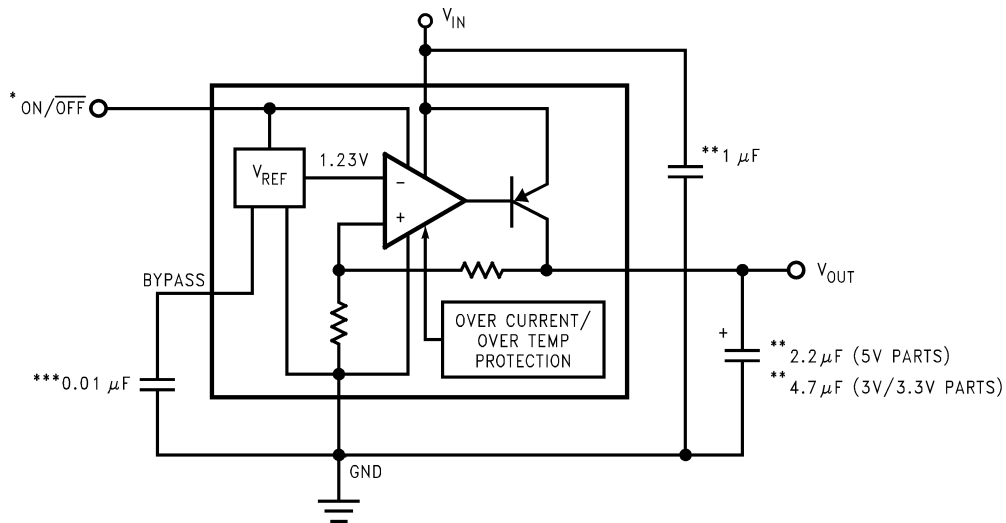 V_IN
* ON/O̅F̅F̅
**1 µF
1.23V
V_REF
−
+
BYPASS
V_OUT
OVER CURRENT/
OVER TEMP
PROTECTION
+
**2.2µF (5V PARTS)
**4.7µF (3V/3.3V PARTS)
***0.01 µF
GND